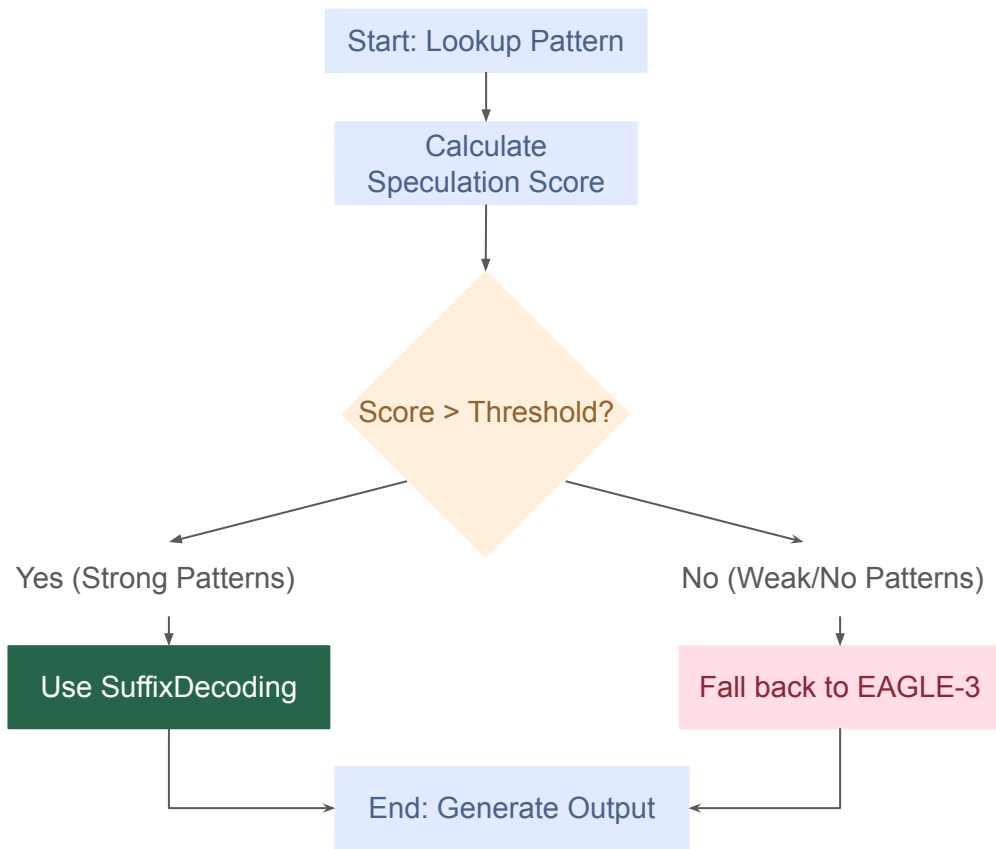 Start: Lookup Pattern
Calculate
Speculation Score
Score > Threshold?
Yes (Strong Patterns)
No (Weak/No Patterns)
Use SuffixDecoding
Fall back to EAGLE-3
End: Generate Output